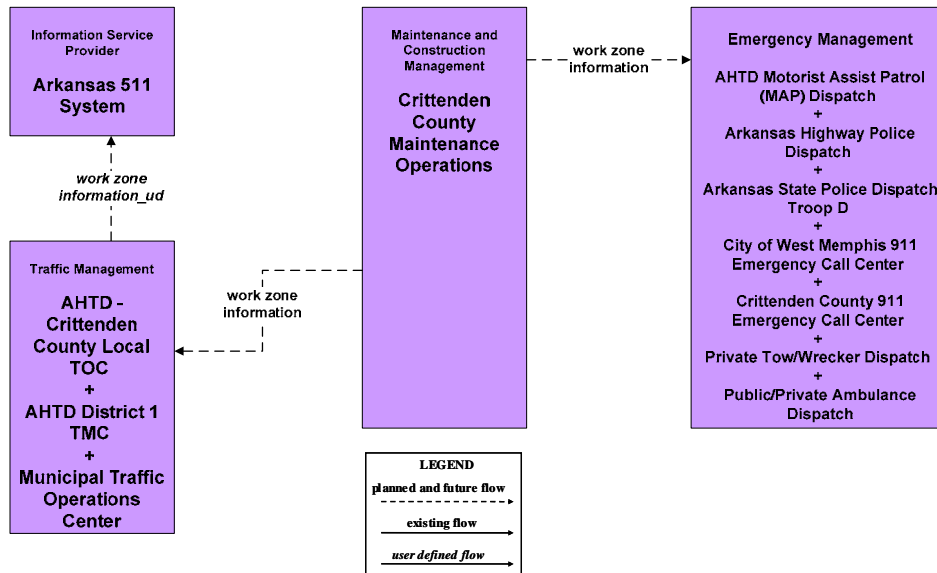 Information Service
Provider
Arkansas 511
System
work zone
information_ud
Traffic Management
AHTD -
Crittenden
County Local
TOC
+
AHTD District 1
TMC
+
Municipal Traffic
Operations
Center
Maintenance and
Construction
Management
Crittenden
County
Maintenance
Operations
work zone
information
work zone
information
Emergency Management
AHTD Motorist Assist Patrol
(MAP) Dispatch
+
Arkansas Highway Police
Dispatch
+
Arkansas State Police Dispatch
Troop D
+
City of West Memphis 911
Emergency Call Center
+
Crittenden County 911
Emergency Call Center
+
Private Tow/Wrecker Dispatch
+
Public/Private Ambulance
Dispatch
LEGEND
planned and future flow
existing flow
user defined flow